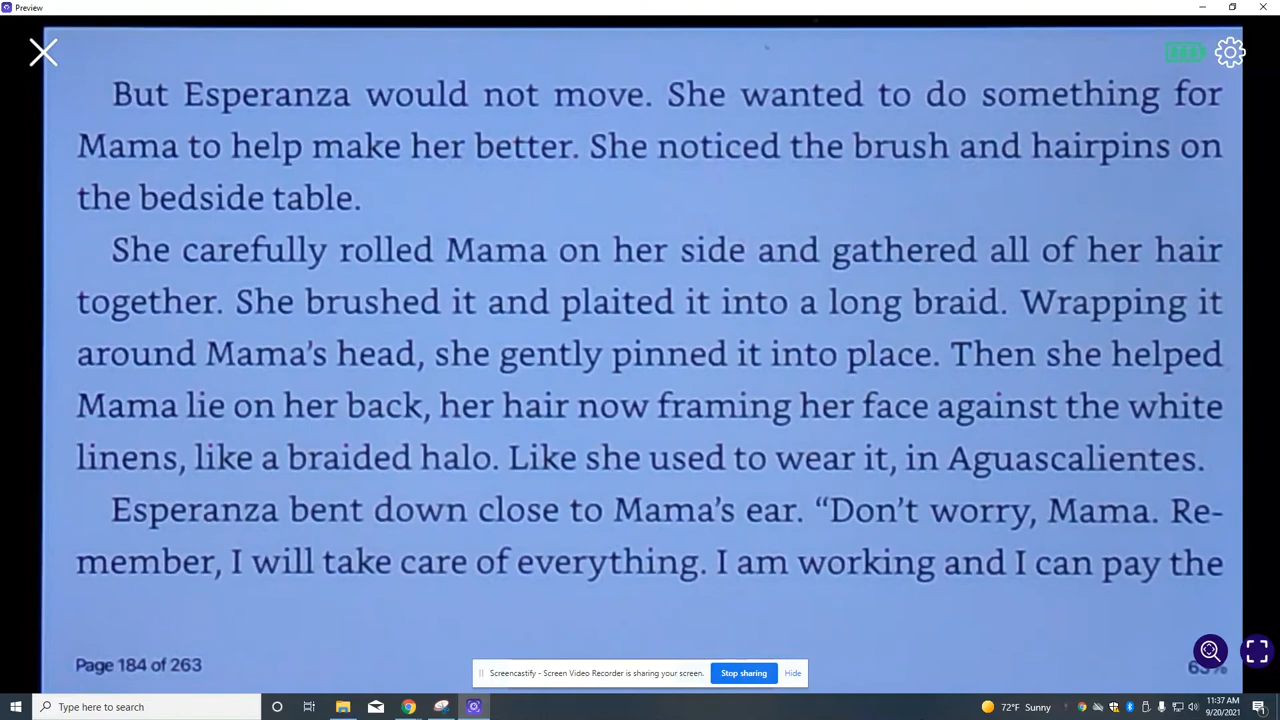 Preview
But Esperanza would not move. She wanted to do something for
Mama to help make her better. She noticed the brush and hairpins on
the bedside table.
She carefully rolled Mama on her side and gathered all of her hair
together. She brushed it and plaited it into a long braid. Wrapping it
around Mama's head, she gently pinned it into place. Then she helped
Mama lie on her back, her hair now framing her face against the white
linens, like a braided halo. Like she used to wear it, in Aguascalientes.
Esperanza bent down close to Mama's ear. “Don't worry, Mama. Re-
member, I will take care of everything. I am working and I can pay the
Page 184 of 263
Screencastify - Screen Video Recorder is sharing your screen. Stop sharing Hide
Type here to search
72°F Sunny
11:37 AM
9/20/2021